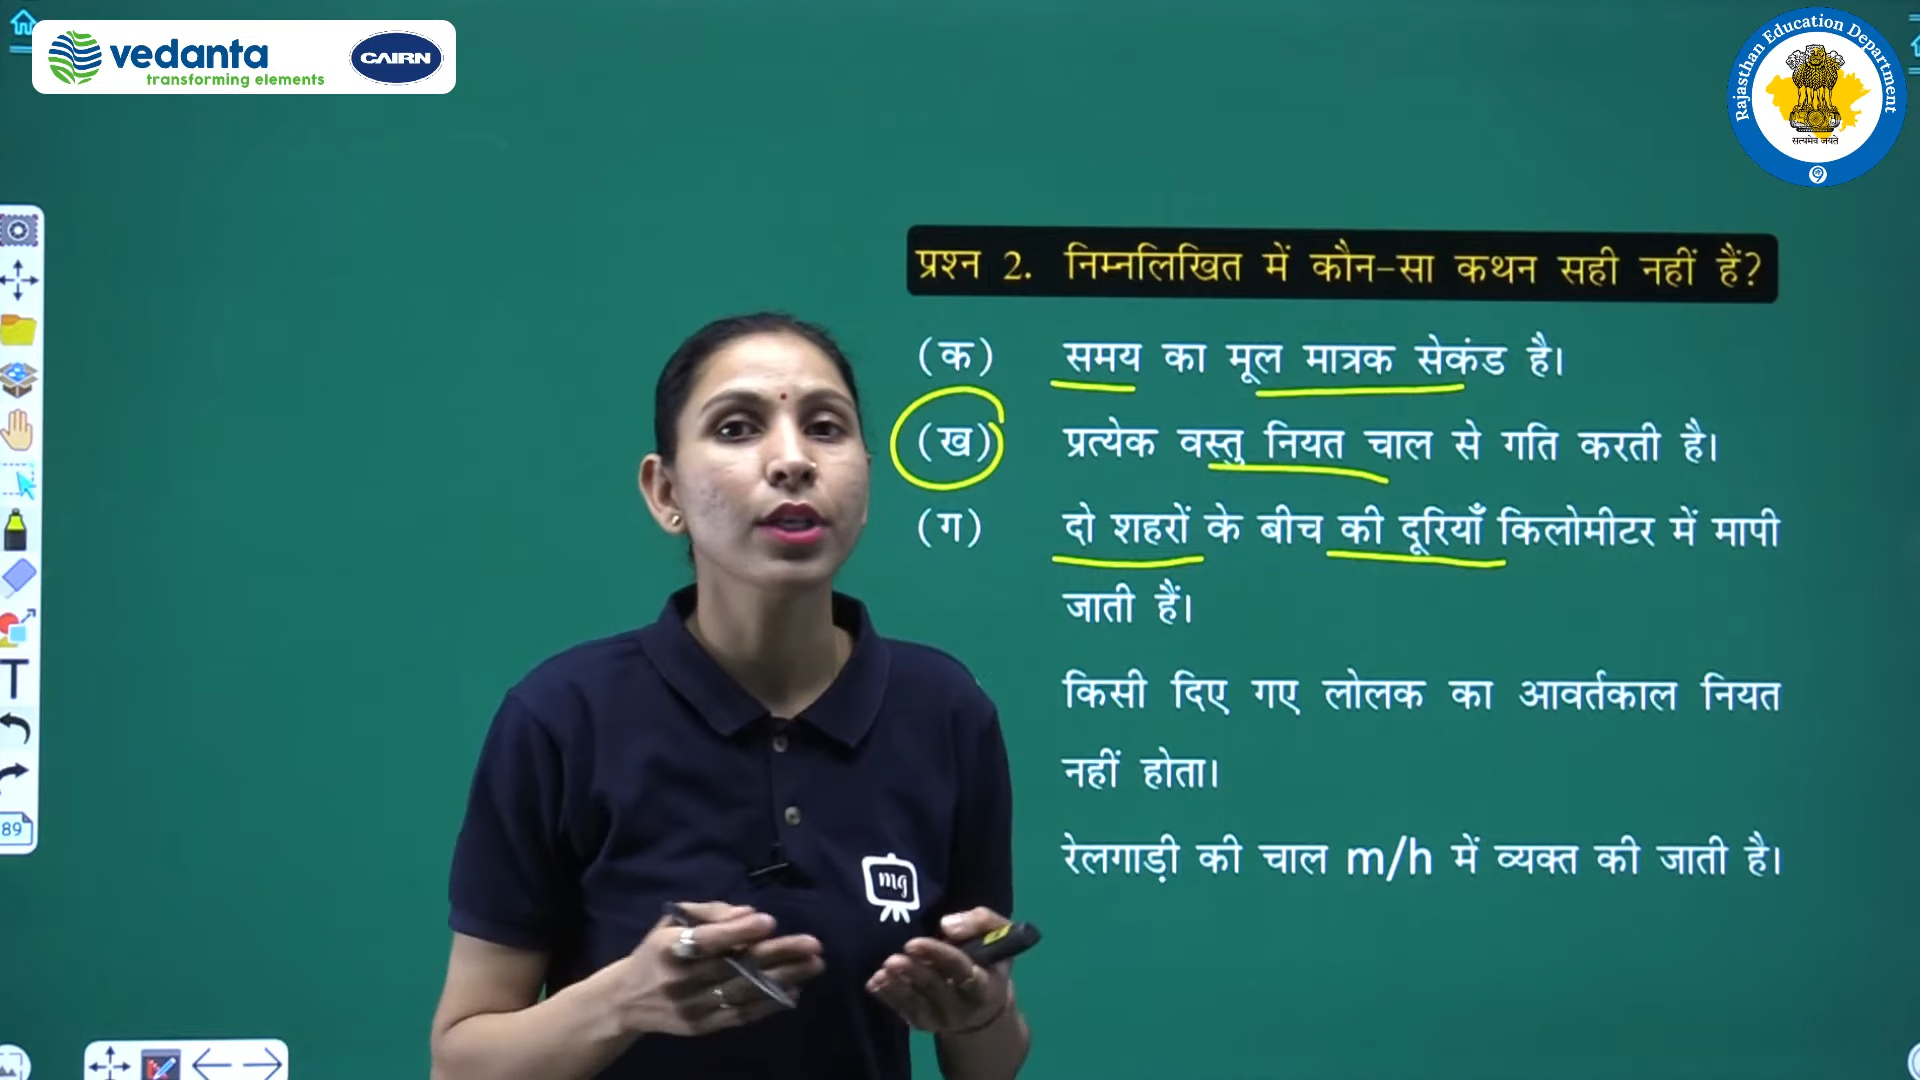 vedanta
transforming elements
CAIRN
Rajasthan Education Department
सत्यमेव जयते
प्रश्न 2. निम्नलिखित में कौन-सा कथन सही नहीं हैं?
(क) समय का मूल मात्रक सेकंड है।
(ख) प्रत्येक वस्तु नियत चाल से गति करती है।
(ग) दो शहरों के बीच की दूरियाँ किलोमीटर में मापी
जाती हैं।
किसी दिए गए लोलक का आवर्तकाल नियत
नहीं होता।
रेलगाड़ी की चाल m/h में व्यक्त की जाती है।
mg
T
89